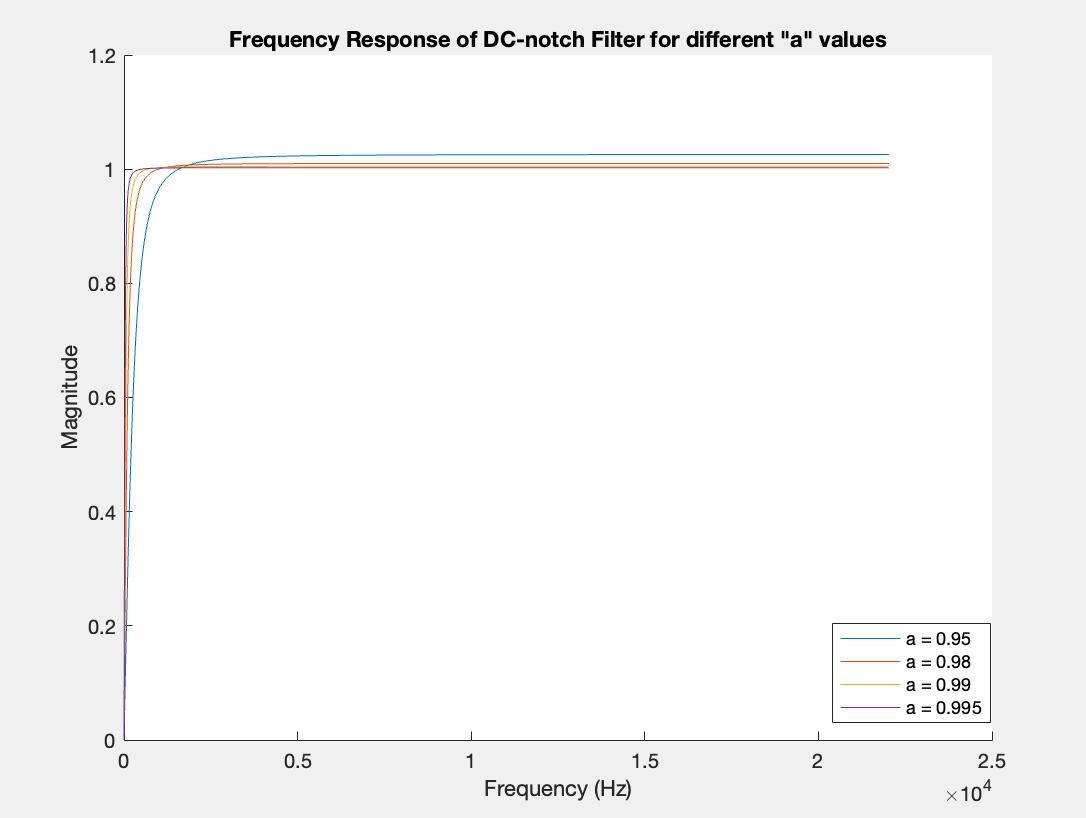 Frequency Response of DC-notch Filter for different "a" values
1.2
1
0.8
0.6
0.4
0.2
0
Magnitude
0 0.5 1 1.5 2 2.5
Frequency (Hz)
×10⁴
a = 0.95
a = 0.98
a = 0.99
a = 0.995